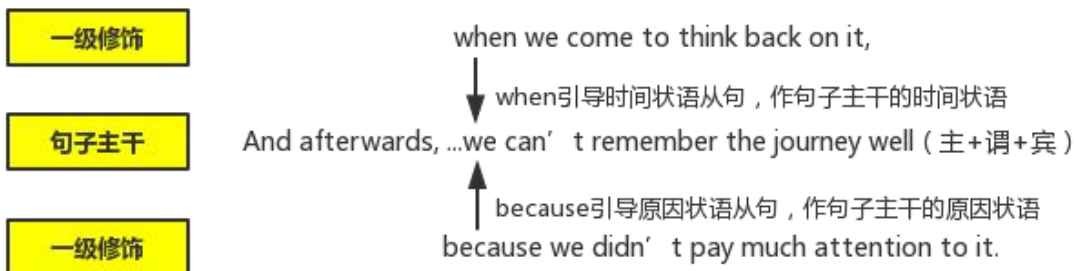 一级修饰 when we come to think back on it,
when引导时间状语从句，作句子主干的时间状语
句子主干 And afterwards, ...we can't remember the journey well（主+谓+宾）
because引导原因状语从句，作句子主干的原因状语
一级修饰 because we didn't pay much attention to it.